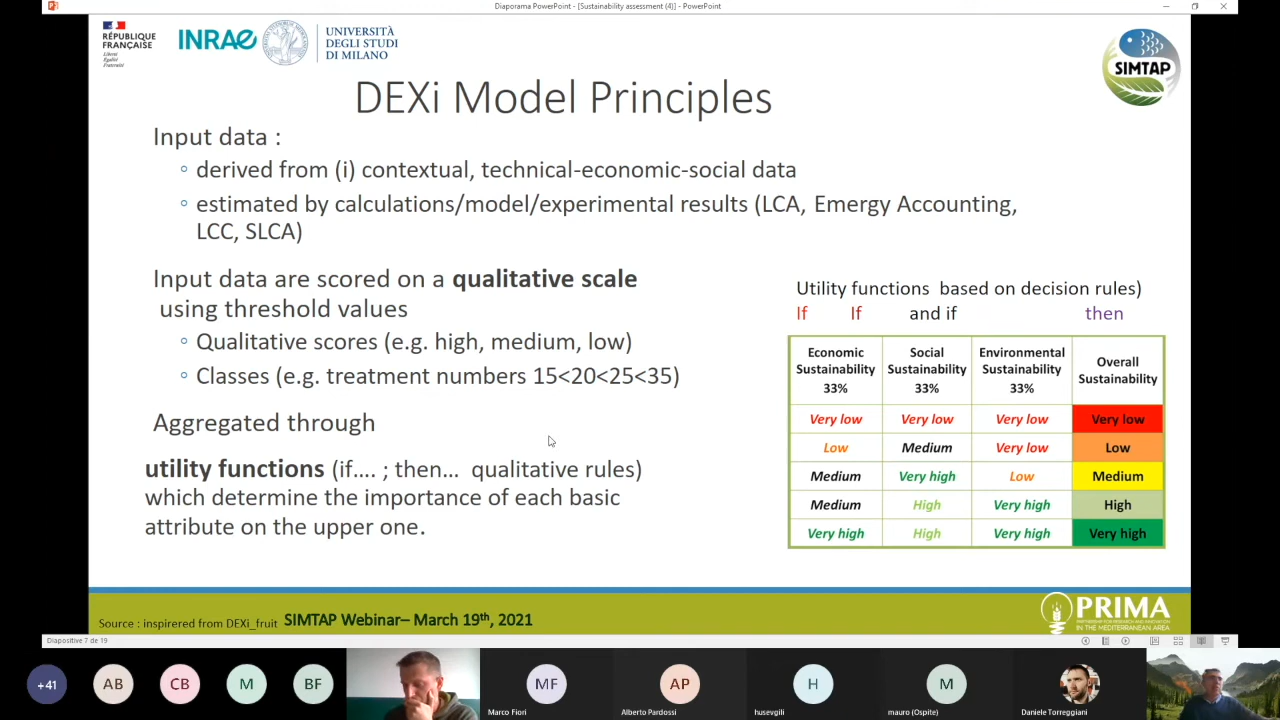 Diaporama PowerPoint - [Sustainability assessment (4)] - PowerPoint
RÉPUBLIQUE
FRANÇAISE
Liberté
Égalité
Fraternité
INRAE
UNIVERSITÀ
DEGLI STUDI
DI MILANO
SIMTAP
DEXi Model Principles
Input data :
derived from (i) contextual, technical-economic-social data
estimated by calculations/model/experimental results (LCA, Emergy Accounting,
LCC, SLCA)
Input data are scored on a qualitative scale
using threshold values
Qualitative scores (e.g. high, medium, low)
Classes (e.g. treatment numbers 15<20<25<35)
Aggregated through
utility functions (if.... ; then... qualitative rules)
which determine the importance of each basic
attribute on the upper one.
Utility functions based on decision rules)
If If and if then
Economic Sustainability 33% Social Sustainability 33% Environmental Sustainability 33% Overall Sustainability
Very low Very low Very low Very low
Low Medium Very low Low
Medium Very high Low Medium
Medium High Very high High
Very high High Very high Very high
Source : inspirered from DEXi_fruit SIMTAP Webinar– March 19th, 2021
PRIMA
PARTNERSHIP FOR RESEARCH AND INNOVATION
IN THE MEDITERRANEAN AREA
Diapositive 7 de 19
+41 AB CB M BF MF AP H M
Marco Fiori Alberto Pardossi husevgili mauro (Ospite) Daniele Torreggiani